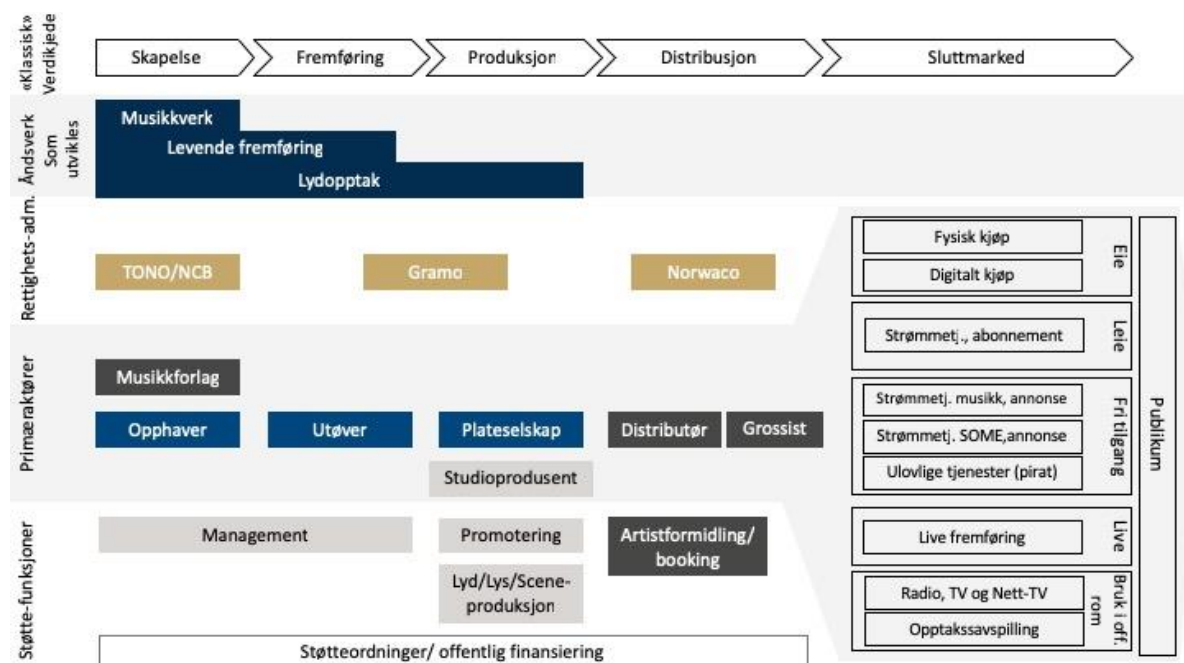 «Klassisk»
Verdikjede
Skapelse
Fremføring
Produksjon
Distribusjon
Sluttmarked
Åndsverk
Som
utvikles
Musikkverk
Levende fremføring
Lydopptak
Rettighets-adm.
TONO/NCB
Gramo
Norwaco
Primæraktører
Musikkforlag
Opphaver
Utøver
Plateselskap
Distributør
Grossist
Studioprodusent
Støtte-funksjoner
Management
Promotering
Artistformidling/
booking
Lyd/Lys/Scene-
produksjon
Støtteordninger/ offentlig finansiering
Fysisk kjøp
Digitalt kjøp
Eie
Strømmetj., abonnement
Leie
Strømmetj. musikk, annonse
Strømmetj. SOME,annonse
Ulovlige tjenester (pirat)
Fri tilgang
Live fremføring
Live
Radio, TV og Nett-TV
Opptaksavspilling
Bruk i off.
rom
Publikum